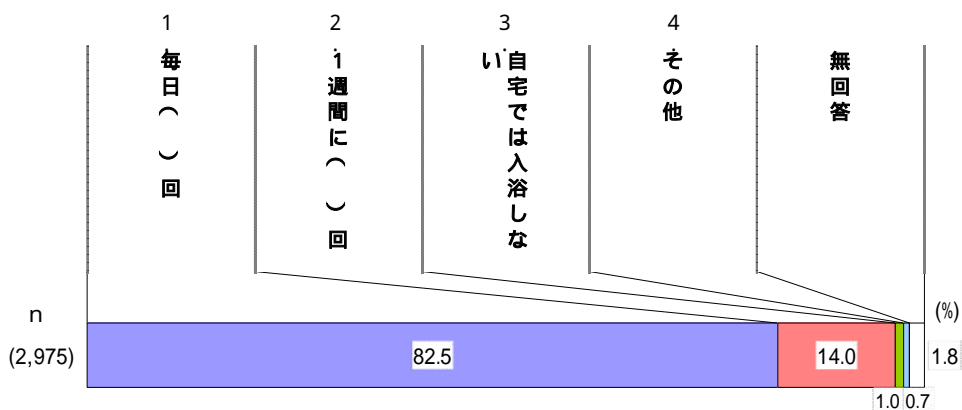 1.毎日( )回
2.1週間に( )回
3.自宅では入浴しない
4.その他
無回答
n
(%)
(2,975)
82.5
14.0
1.8
1.0
0.7